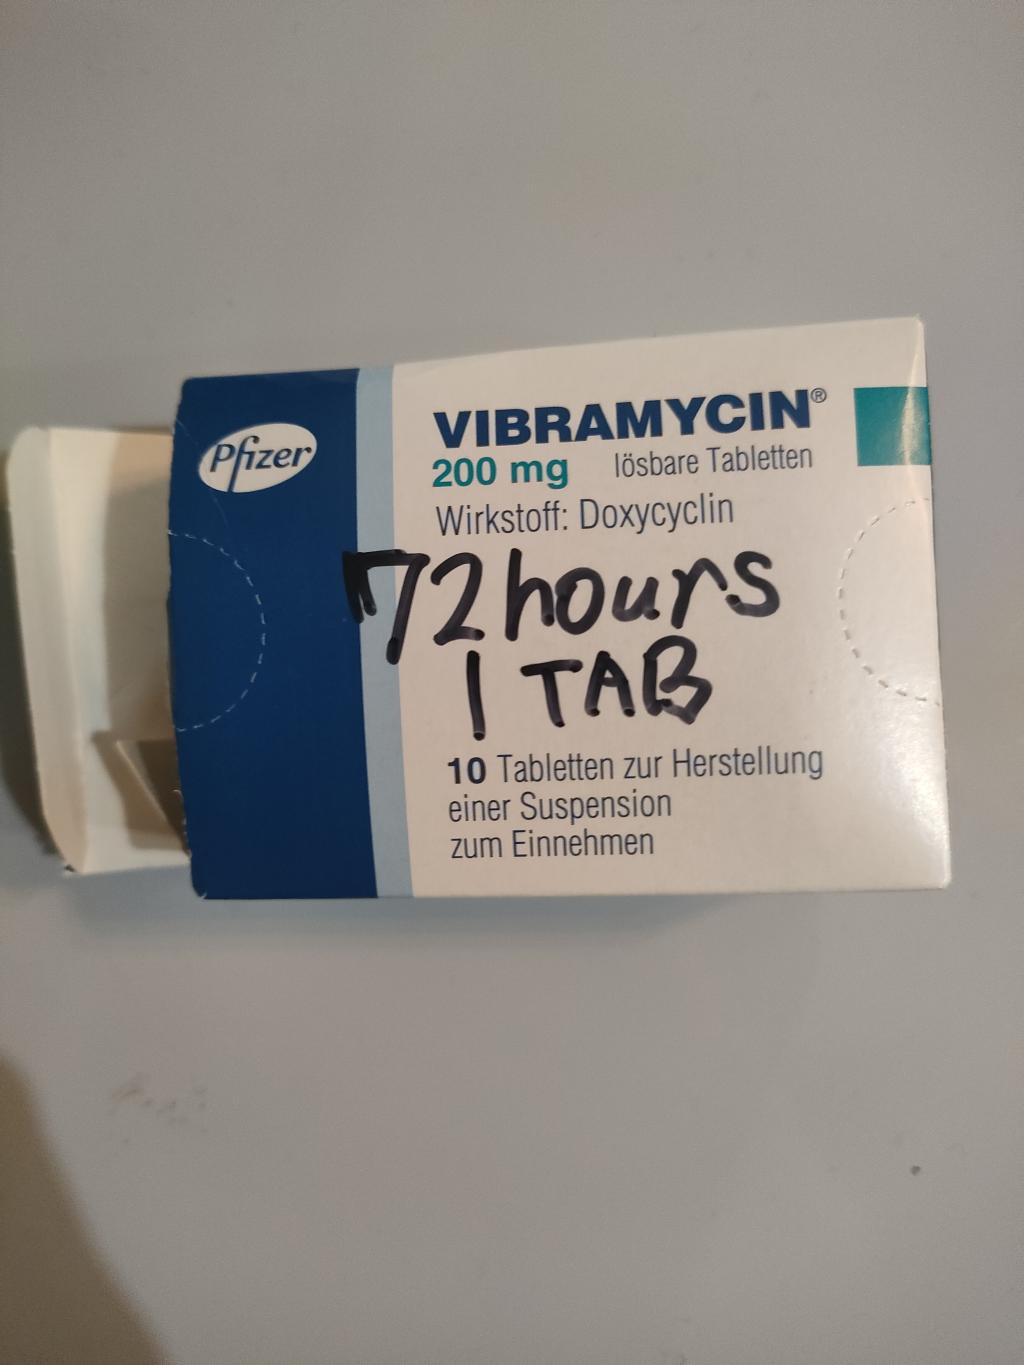 Pfizer
VIBRAMYCIN®
200 mg lösbare Tabletten
Wirkstoff: Doxycyclin
72 hours
1 TAB
10 Tabletten zur Herstellung
einer Suspension
zum Einnehmen